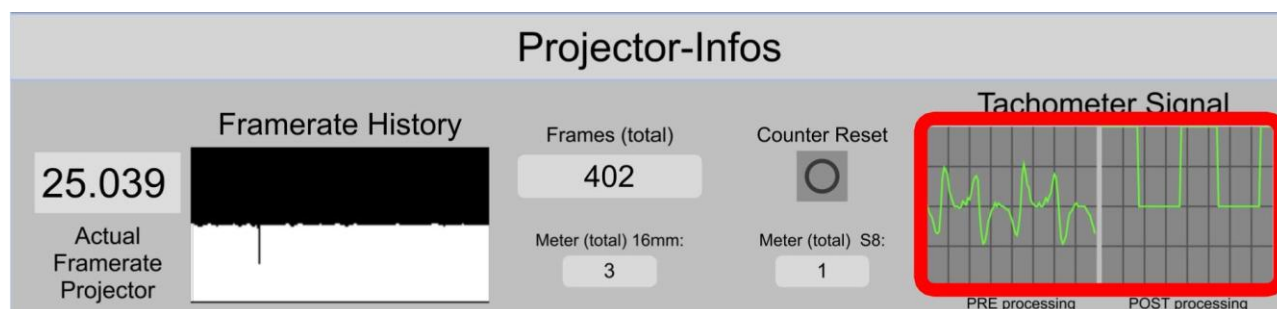 Projector-Infos
Framerate History
Frames (total)
Counter Reset
Tachometer Signal
25.039
402
Actual
Framerate
Projector
Meter (total) 16mm:
Meter (total) S8:
3
1
PRE processing
POST processing